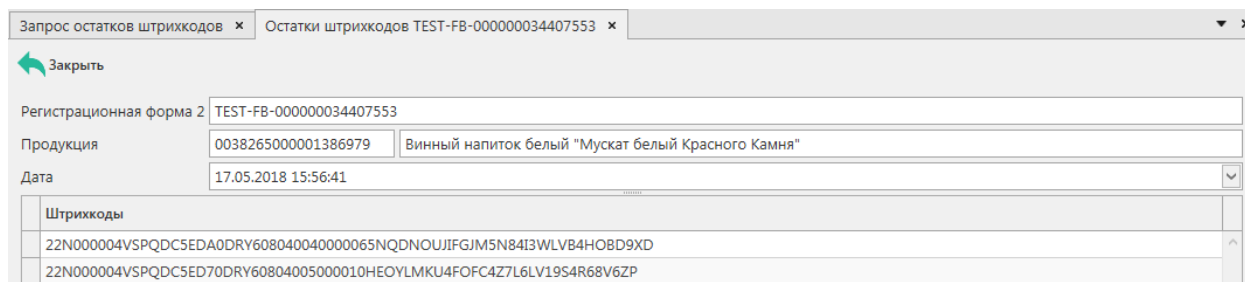 Запрос остатков штрихкодов × Остатки штрихкодов TEST-FB-000000034407553 ×
Закрыть
Регистрационная форма 2 TEST-FB-000000034407553
Продукция 0038265000001386979 Винный напиток белый "Мускат белый Красного Камня"
Дата 17.05.2018 15:56:41
Штрихкоды
22N000004VSPQDC5EDA0DRY608040040000065NQDNOUJIFGJM5N84I3WLVB4HOBD9XD
22N000004VSPQDC5ED70DRY60804005000010HEOYLMKU4FOFC4Z7L6LV19S4R68V6ZP